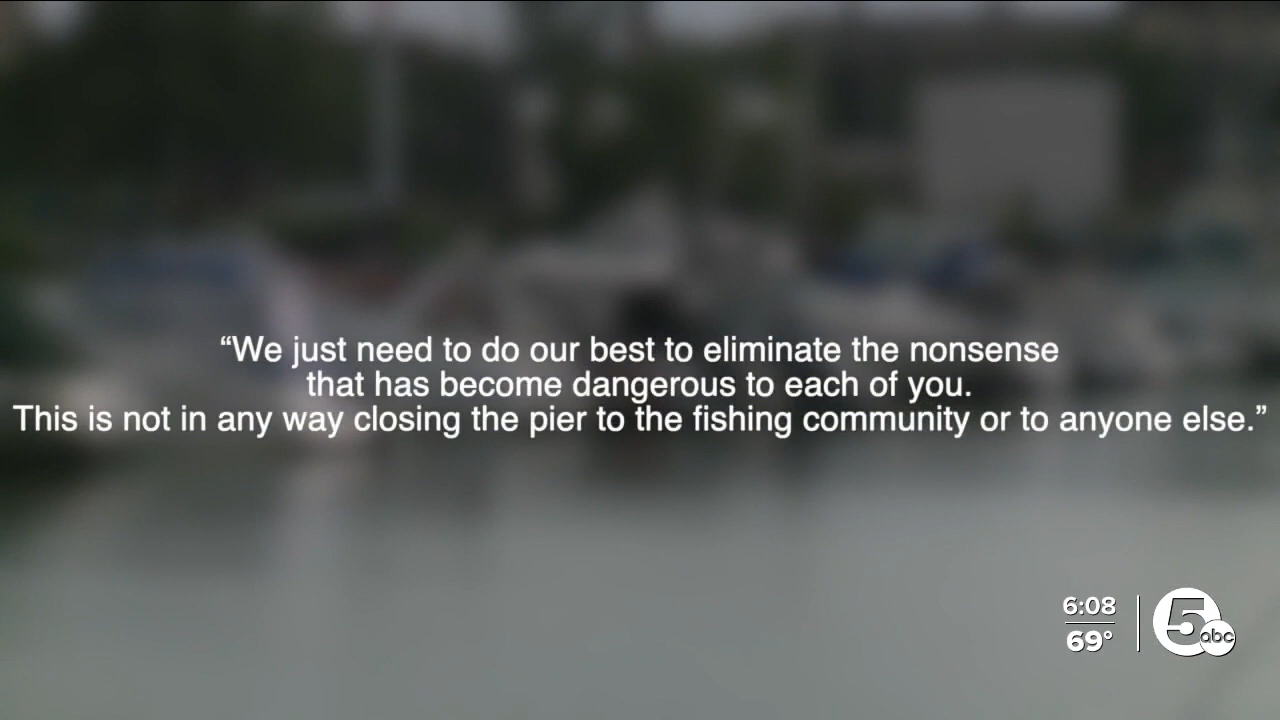 “We just need to do our best to eliminate the nonsense
that has become dangerous to each of you.
This is not in any way closing the pier to the fishing community or to anyone else.”
6:08
69°
5
abc